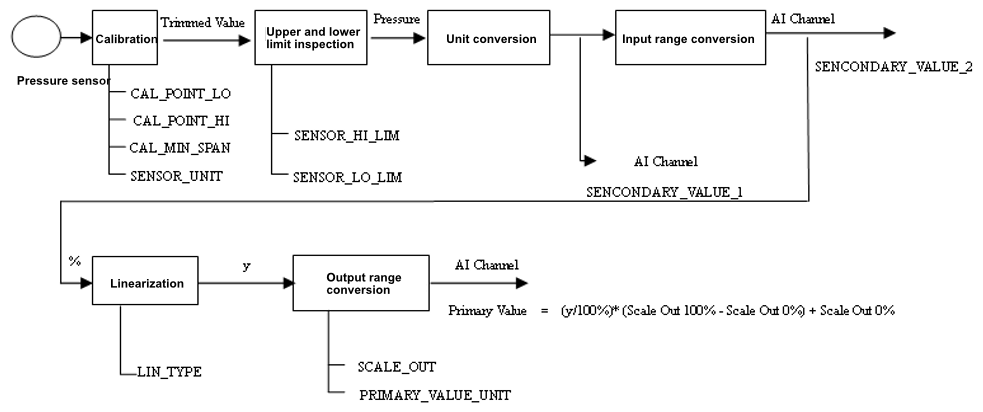 Pressure sensor
Calibration
CAL_POINT_LO
CAL_POINT_HI
CAL_MIN_SPAN
SENSOR_UNIT
Trimmed Value
Upper and lower
limit inspection
SENSOR_HI_LIM
SENSOR_LO_LIM
Pressure
Unit conversion
AI Channel
SENCONDARY_VALUE_1
Input range conversion
AI Channel
SENCONDARY_VALUE_2
%
Linearization
LIN_TYPE
y
Output range
conversion
SCALE_OUT
PRIMARY_VALUE_UNIT
AI Channel
Primary Value = (y/100%)* (Scale Out 100% - Scale Out 0%) + Scale Out 0%